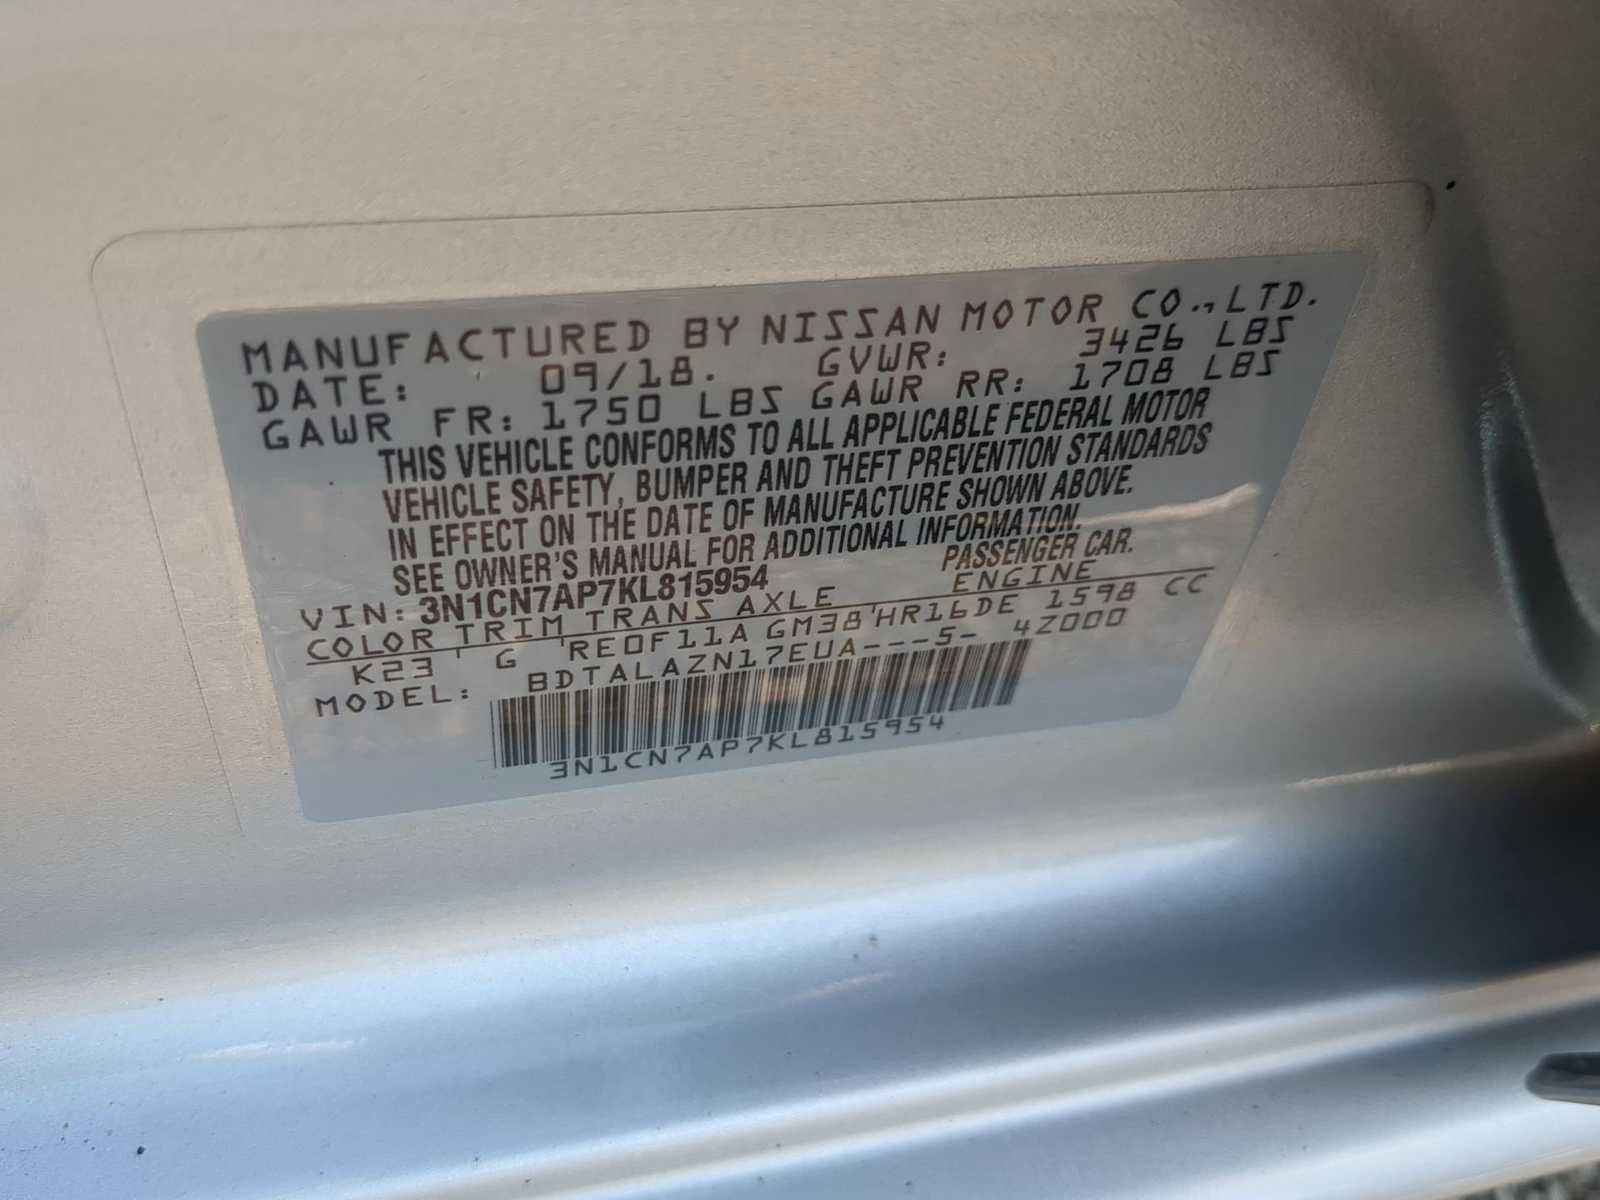 MANUFACTURED BY NISSAN MOTOR CO., LTD.
DATE: 09/18. GVWR: 3426 LBS
GAWR FR: 1750 LBS GAWR RR: 1708 LBS
THIS VEHICLE CONFORMS TO ALL APPLICABLE FEDERAL MOTOR
VEHICLE SAFETY, BUMPER AND THEFT PREVENTION STANDARDS
IN EFFECT ON THE DATE OF MANUFACTURE SHOWN ABOVE.
SEE OWNER'S MANUAL FOR ADDITIONAL INFORMATION.
VIN: 3N1CN7AP7KL815954 PASSENGER CAR.
COLOR TRIM TRANS AXLE ENGINE
K23 G RE0F11A GM38 HR16DE 1598 CC
MODEL: BDTALAZN17EUA---5- 4Z000
3N1CN7AP7KL815954